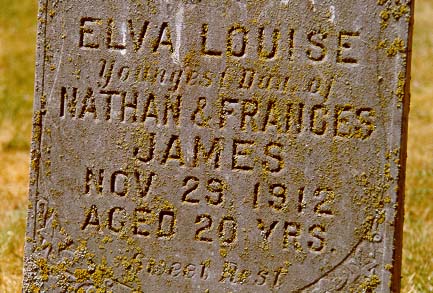 ELVA LOUISE
Youngest Dau. of
NATHAN & FRANCES
JAMES
NOV 29 1912
AGED 20 YRS.
Sweet Rest